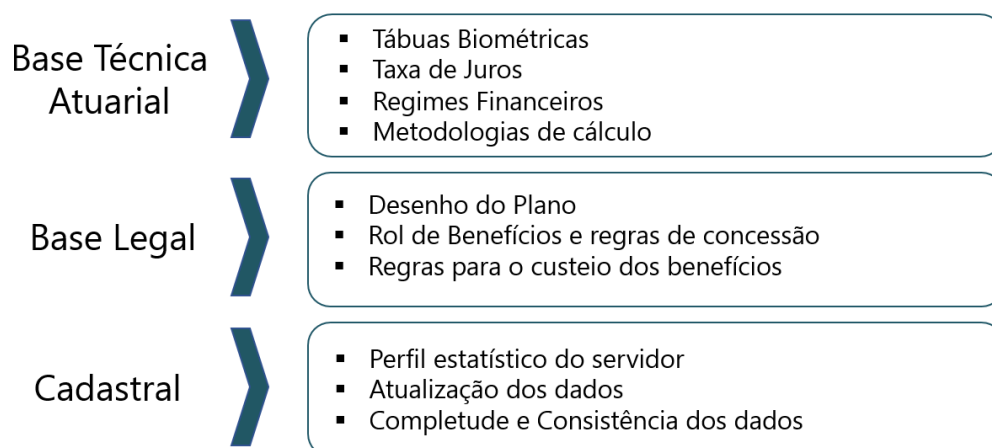 Base Técnica
Atuarial
▪ Tábuas Biométricas
▪ Taxa de Juros
▪ Regimes Financeiros
▪ Metodologias de cálculo
Base Legal
▪ Desenho do Plano
▪ Rol de Benefícios e regras de concessão
▪ Regras para o custeio dos benefícios
Cadastral
▪ Perfil estatístico do servidor
▪ Atualização dos dados
▪ Completude e Consistência dos dados